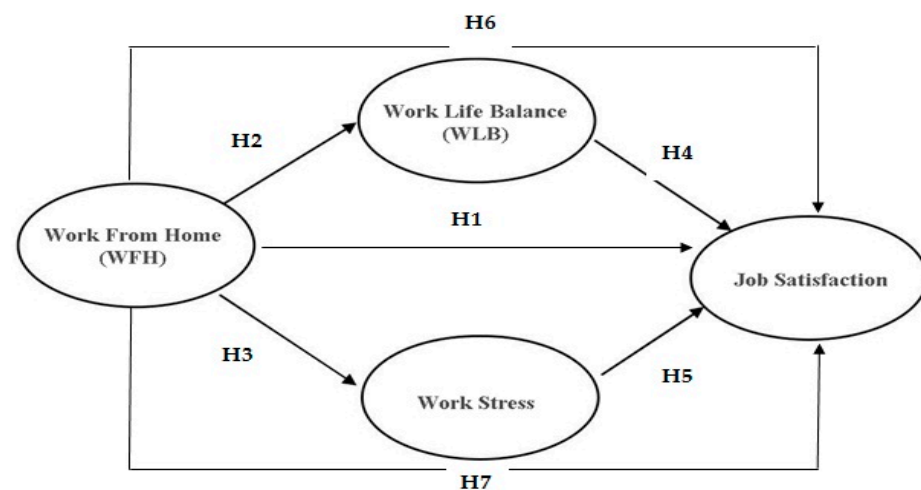 H6
Work Life Balance
(WLB)
H2
H4
Work From Home
(WFH)
H1
Job Satisfaction
H3
H5
Work Stress
H7